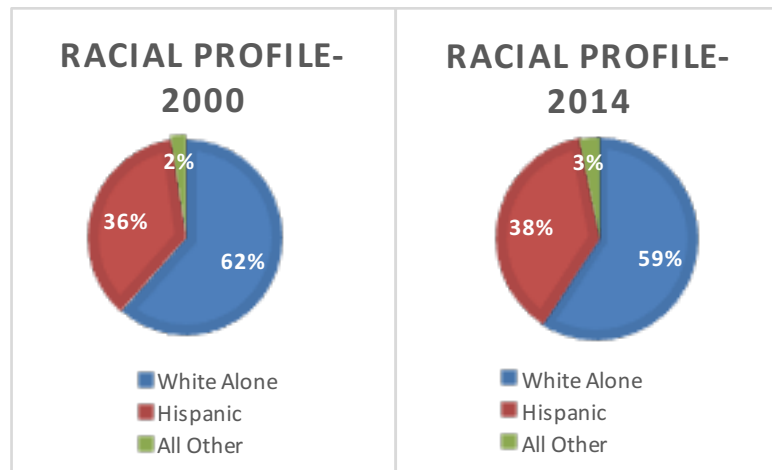 RACIAL PROFILE-
2000
2%
36%
62%
White Alone
Hispanic
All Other
RACIAL PROFILE-
2014
3%
38%
59%
White Alone
Hispanic
All Other